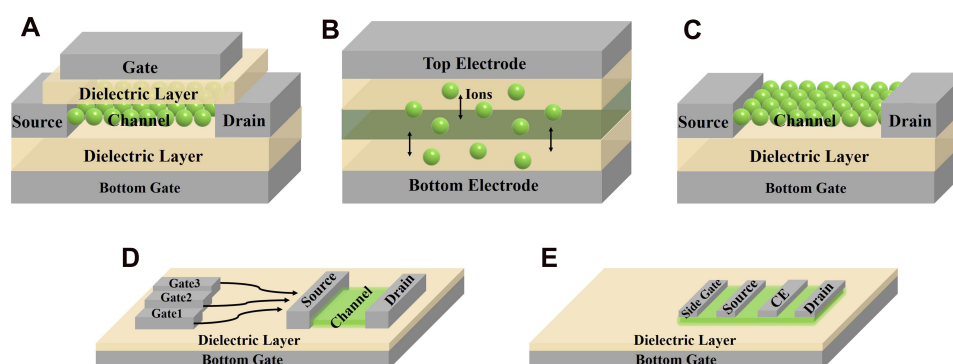 A
Gate
Dielectric Layer
Source
Channel
Drain
Dielectric Layer
Bottom Gate
B
Top Electrode
Ions
Bottom Electrode
C
Source
Channel
Drain
Dielectric Layer
Bottom Gate
D
Gate3
Gate2
Gate1
Source
Channel
Drain
Dielectric Layer
Bottom Gate
E
Side Gate
Source
CE
Drain
Dielectric Layer
Bottom Gate